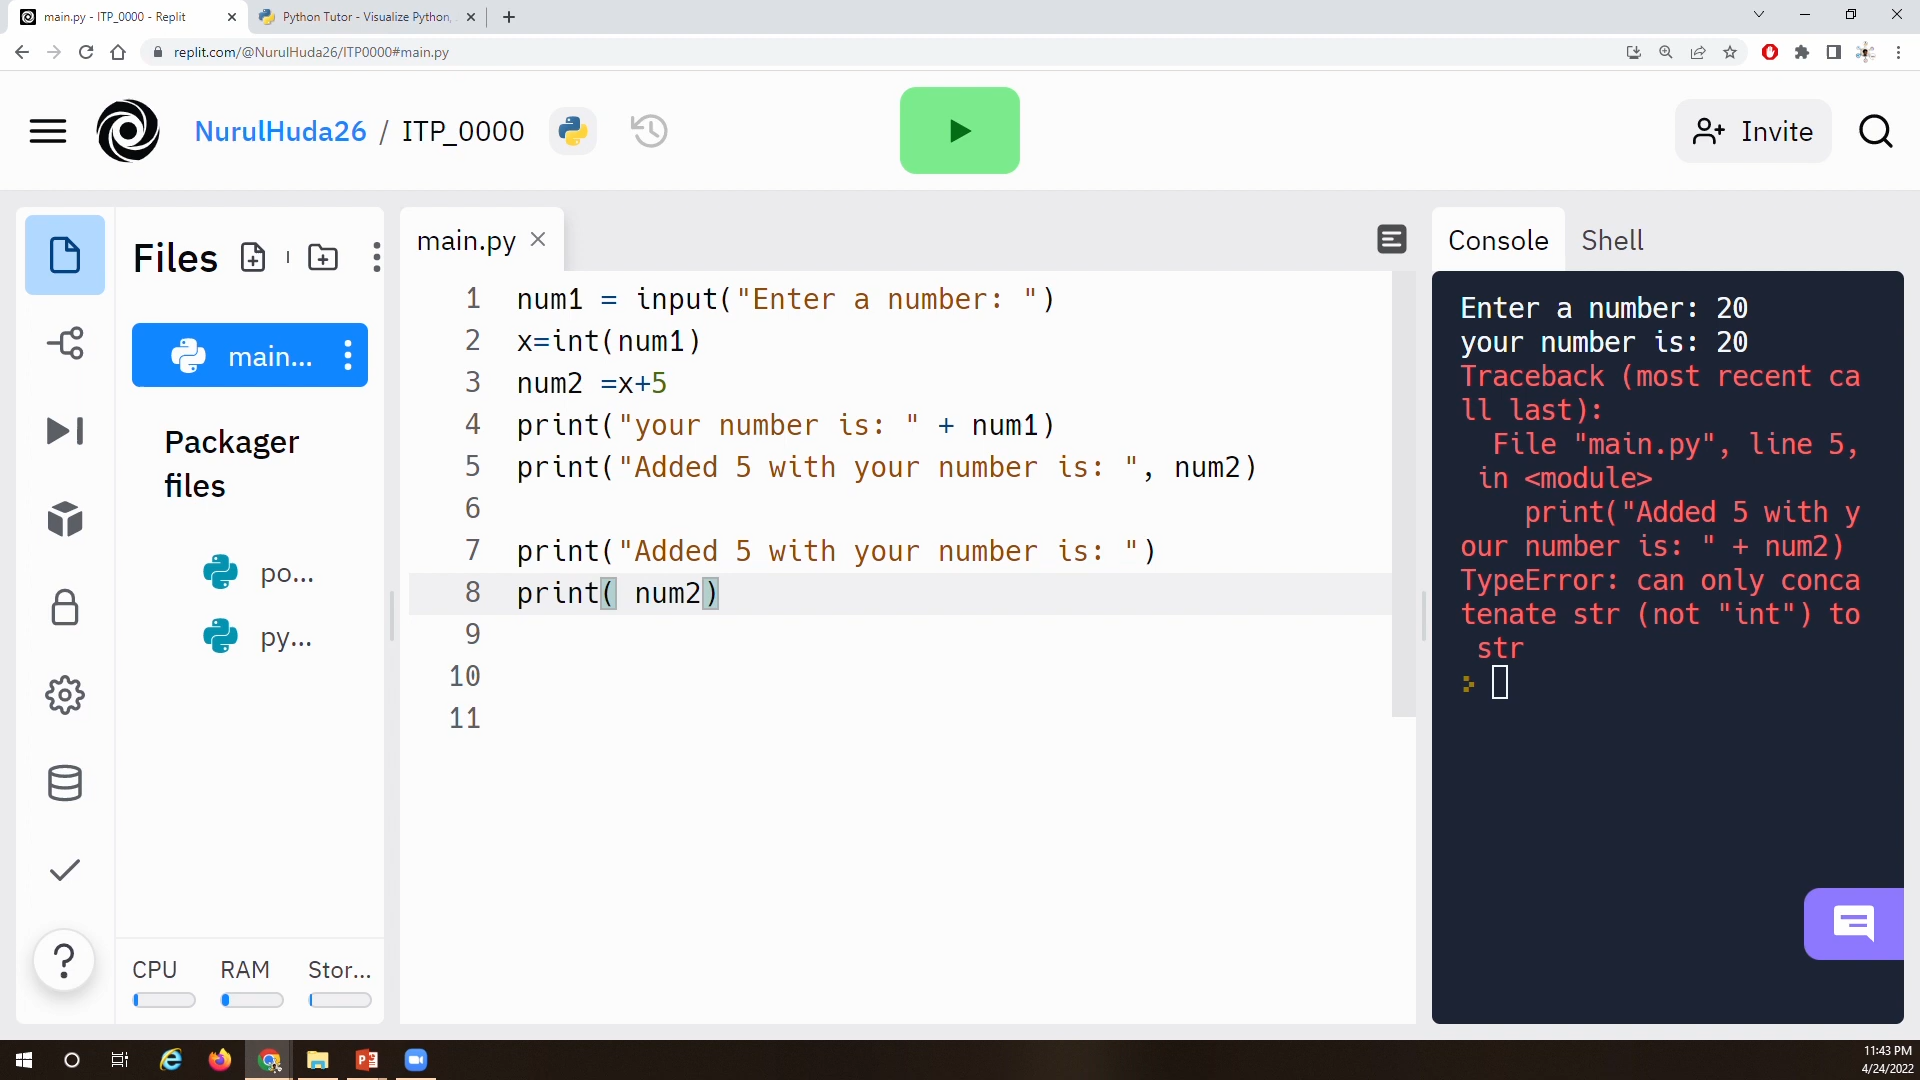 main.py - ITP_0000 - Replit
Python Tutor - Visualize Python,
replit.com/@NurulHuda26/ITP0000#main.py
NurulHuda26 / ITP_0000
Invite
Files
main...
Packager
files
po...
py...
CPU RAM Stor...
main.py
1 num1 = input("Enter a number: ")
2 x=int(num1)
3 num2 =x+5
4 print("your number is: " + num1)
5 print("Added 5 with your number is: ", num2)
6
7 print("Added 5 with your number is: ")
8 print( num2)
9
10
11
Console Shell
Enter a number: 20
your number is: 20
Traceback (most recent ca
ll last):
File "main.py", line 5,
in <module>
print("Added 5 with y
our number is: " + num2)
TypeError: can only conca
tenate str (not "int") to
str
11:43 PM
4/24/2022